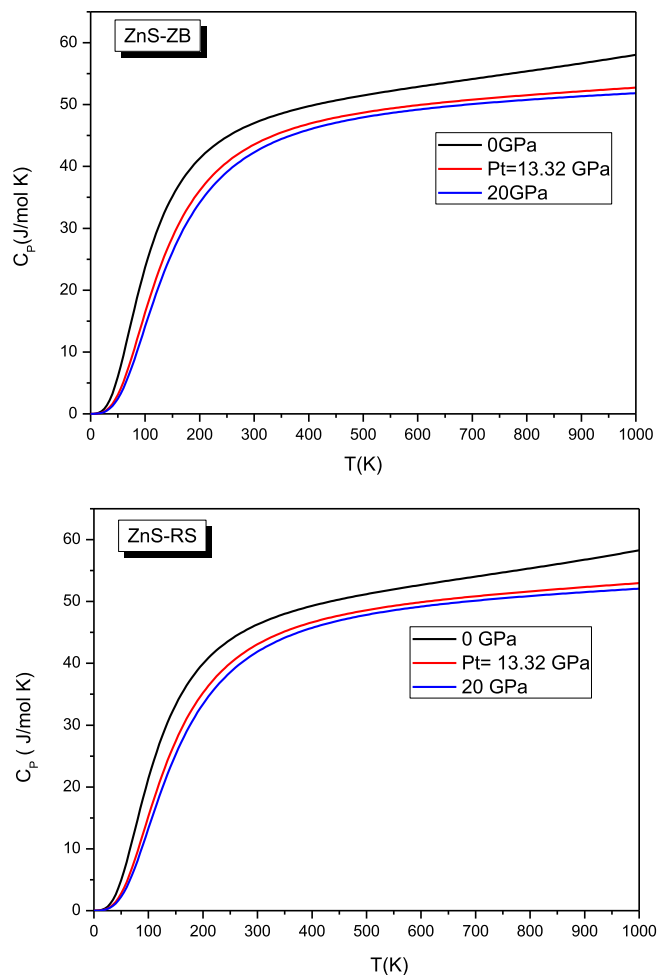 ZnS-ZB
60
50
40
30
20
10
0
C_P(J/mol K)
0GPa
Pt=13.32 GPa
20GPa
0 100 200 300 400 500 600 700 800 900 1000
T(K)
ZnS-RS
60
50
40
30
20
10
0
C_P ( J/mol K)
0 GPa
Pt= 13.32 GPa
20 GPa
0 100 200 300 400 500 600 700 800 900 1000
T(K)